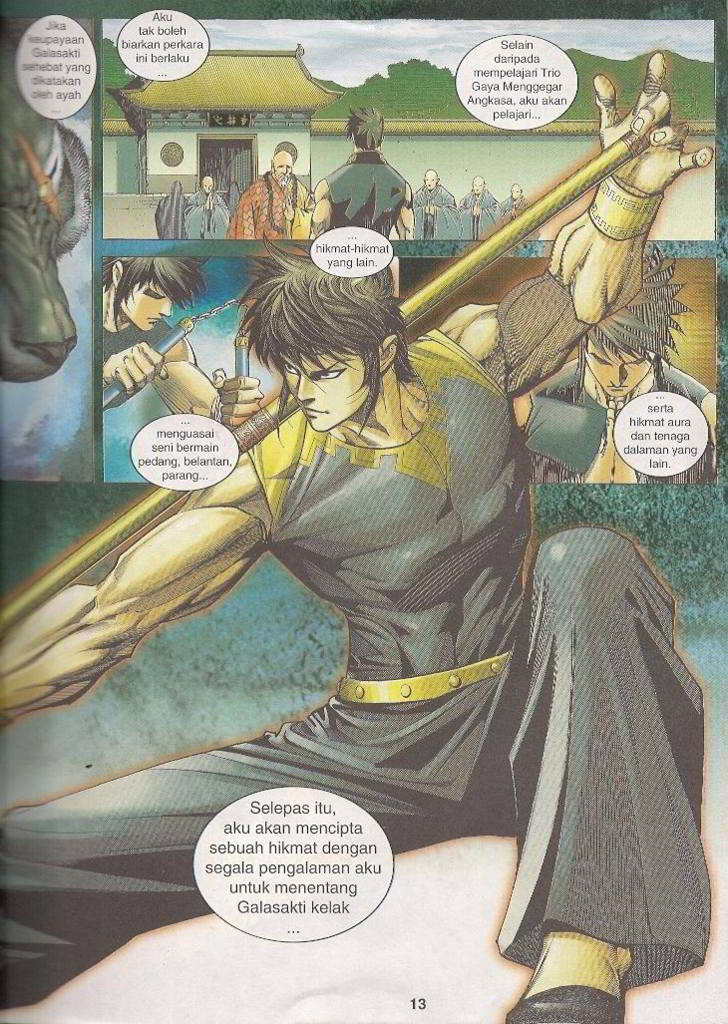 Jika
keupayaan
Galasakti
sehebat yang
dikatakan
oleh ayah
...
Aku
tak boleh
biarkan perkara
ini berlaku
...
Selain
daripada
mempelajari Trio
Gaya Menggegar
Angkasa, aku akan
pelajari...
...
hikmat-hikmat
yang lain.
...
menguasai
seni bermain
pedang, belantan,
parang...
...
serta
hikmat aura
dan tenaga
dalaman yang
lain.
Selepas itu,
aku akan mencipta
sebuah hikmat dengan
segala pengalaman aku
untuk menentang
Galasakti kelak
...
13